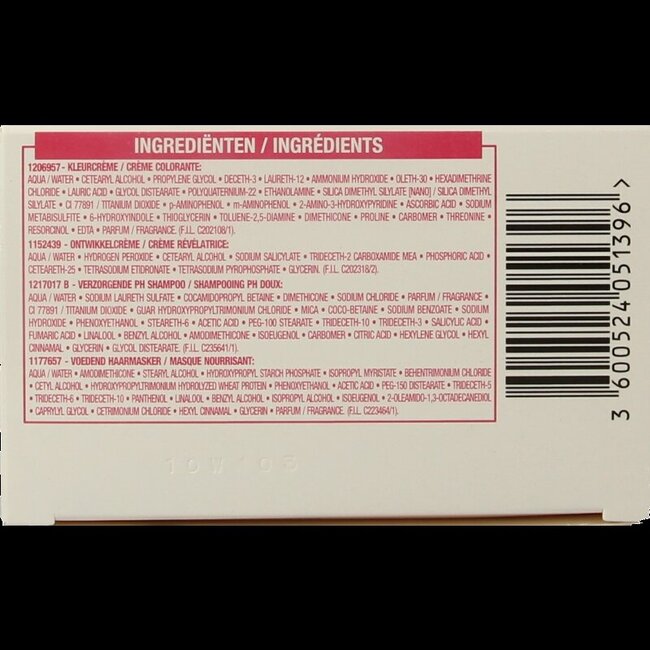 INGREDIËNTEN / INGRÉDIENTS
1206957 - KLEURCRÈME / CRÈME COLORANTE:
AQUA / WATER • CETEARYL ALCOHOL • PROPYLENE GLYCOL • DECETH-3 • LAURETH-12 • AMMONIUM HYDROXIDE • OLETH-30 • HEXADIMETHRINE
CHLORIDE • LAURIC ACID • GLYCOL DISTEARATE • POLYQUATERNIUM-22 • ETHANOLAMINE • SILICA DIMETHYL SILYLATE [NANO] / SILICA DIMETHYL
SILYLATE • CI 77891 / TITANIUM DIOXIDE • p-AMINOPHENOL • m-AMINOPHENOL • 2-AMINO-3-HYDROXYPYRIDINE • ASCORBIC ACID • SODIUM
METABISULFITE • 6-HYDROXYINDOLE • THIOGLYCERIN • TOLUENE-2,5-DIAMINE • DIMETHICONE • PROLINE • CARBOMER • THREONINE •
RESORCINOL • EDTA • PARFUM / FRAGRANCE. (F.I.L. C202108/1).
1152439 - ONTWIKKELCRÈME / CRÈME RÉVÉLATRICE:
AQUA / WATER • HYDROGEN PEROXIDE • CETEARYL ALCOHOL • SODIUM SALICYLATE • TRIDECETH-2 CARBOXAMIDE MEA • PHOSPHORIC ACID •
CETEARETH-25 • TETRASODIUM ETIDRONATE • TETRASODIUM PYROPHOSPHATE • GLYCERIN. (F.I.L. C202318/2).
1217017 B - VERZORGENDE PH SHAMPOO / SHAMPOOING PH DOUX:
AQUA / WATER • SODIUM LAURETH SULFATE • COCAMIDOPROPYL BETAINE • DIMETHICONE • SODIUM CHLORIDE • PARFUM / FRAGRANCE •
CI 77891 / TITANIUM DIOXIDE • GUAR HYDROXYPROPYLTRIMONIUM CHLORIDE • MICA • COCO-BETAINE • SODIUM BENZOATE • SODIUM
HYDROXIDE • PHENOXYETHANOL • STEARETH-6 • ACETIC ACID • PEG-100 STEARATE • TRIDECETH-10 • TRIDECETH-3 • SALICYLIC ACID •
FUMARIC ACID • LINALOOL • BENZYL ALCOHOL • AMODIMETHICONE • ISOEUGENOL • CARBOMER • CITRIC ACID • HEXYLENE GLYCOL • HEXYL
CINNAMAL • GLYCERIN • GLYCOL DISTEARATE. (F.I.L. C235641/1).
1177657 - VOEDEND HAARMASKER / MASQUE NOURRISANT:
AQUA / WATER • AMODIMETHICONE • STEARYL ALCOHOL • HYDROXYPROPYL STARCH PHOSPHATE • ISOPROPYL MYRISTATE • BEHENTRIMONIUM CHLORIDE
• CETYL ALCOHOL • HYDROXYPROPYLTRIMONIUM HYDROLYZED WHEAT PROTEIN • PHENOXYETHANOL • ACETIC ACID • PEG-150 DISTEARATE • TRIDECETH-5
• TRIDECETH-6 • TRIDECETH-10 • PANTHENOL • LINALOOL • BENZYL ALCOHOL • ISOPROPYL ALCOHOL • ISOEUGENOL • 2-OLEAMIDO-1,3-OCTADECANEDIOL
• CAPRYLYL GLYCOL • CETRIMONIUM CHLORIDE • HEXYL CINNAMAL • GLYCERIN • PARFUM / FRAGRANCE. (F.I.L. C223464/1).
3 600524 051396 >
10W103